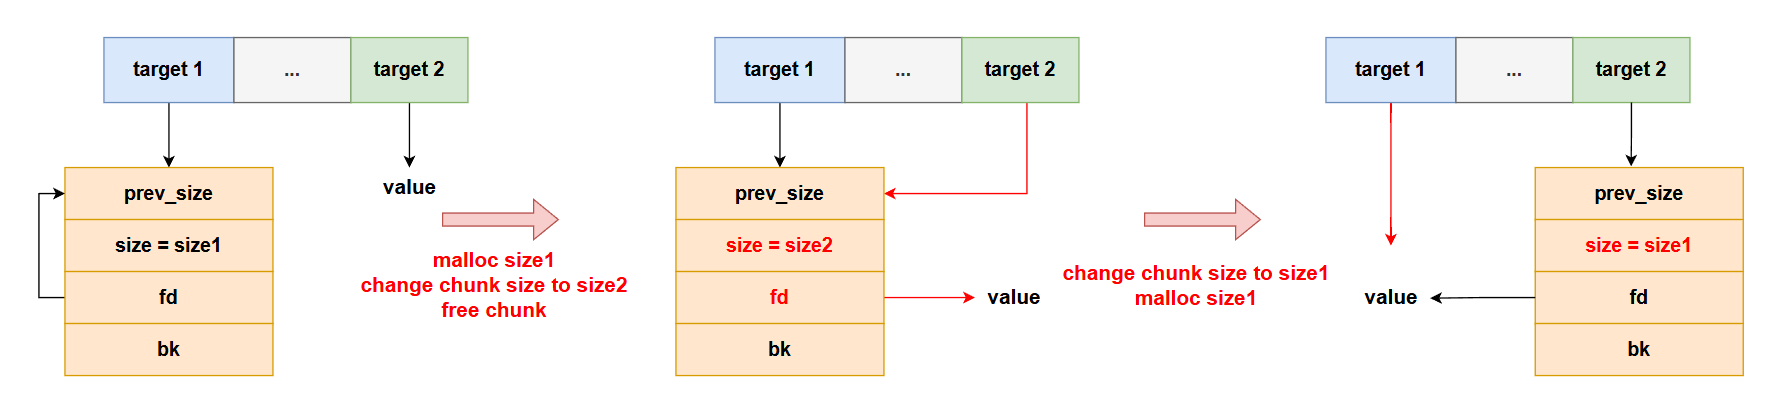 target 1
...
target 2
value
prev_size
size = size1
fd
bk
malloc size1
change chunk size to size2
free chunk
target 1
...
target 2
prev_size
size = size2
fd
bk
value
change chunk size to size1
malloc size1
target 1
...
target 2
value
prev_size
size = size1
fd
bk